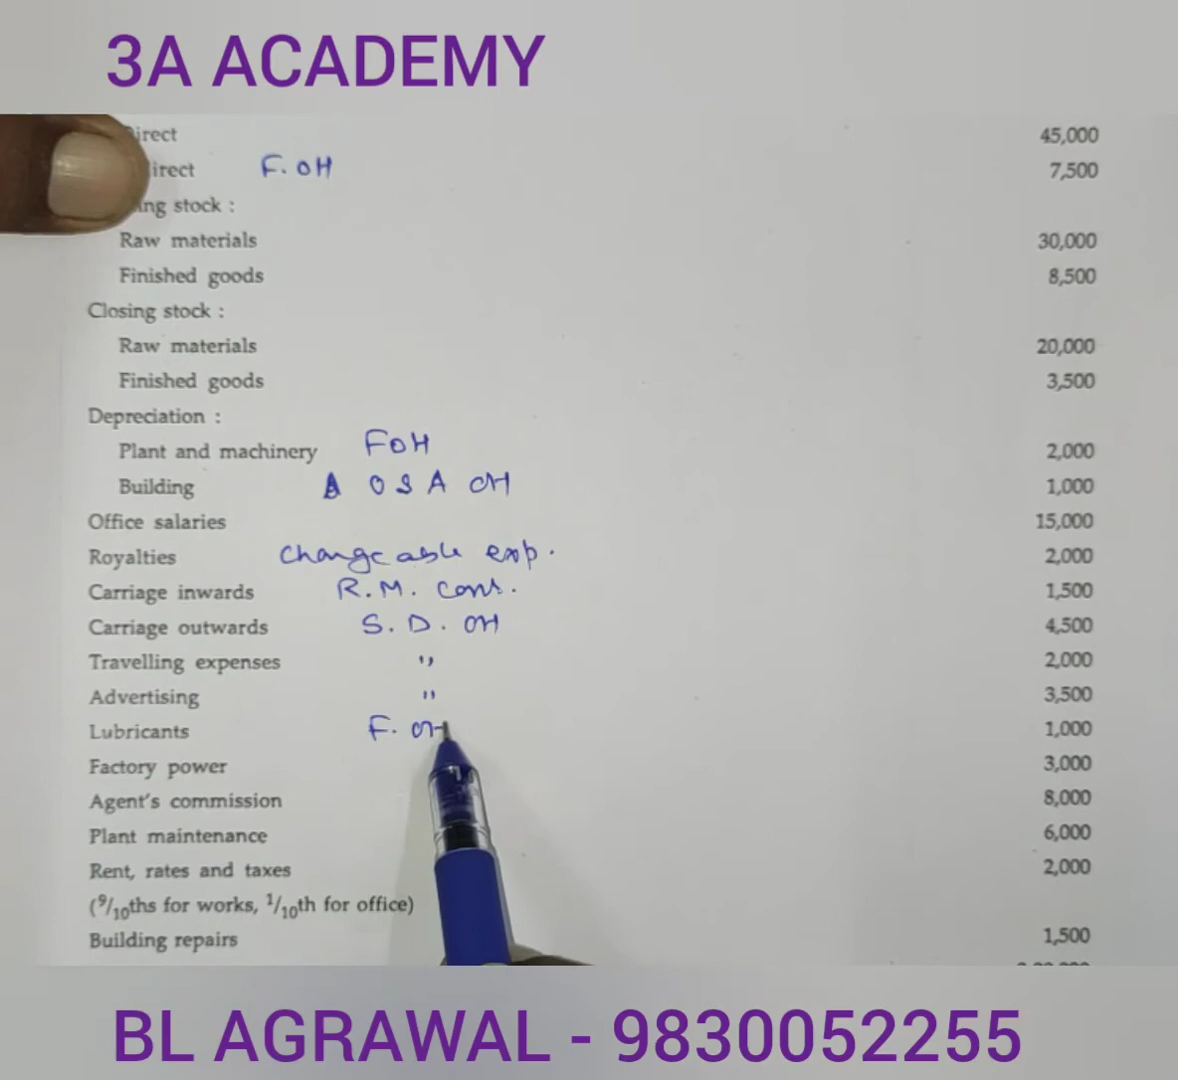 3A ACADEMY
irect 45,000
irect F. OH 7,500
ing stock :
Raw materials 30,000
Finished goods 8,500
Closing stock :
Raw materials 20,000
Finished goods 3,500
Depreciation :
Plant and machinery FOH 2,000
Building O & A OH 1,000
Office salaries 15,000
Royalties Chargeable exp. 2,000
Carriage inwards R.M. Cons. 1,500
Carriage outwards S. D. OH 4,500
Travelling expenses " 2,000
Advertising " 3,500
Lubricants F. OH 1,000
Factory power 3,000
Agent's commission 8,000
Plant maintenance 6,000
Rent, rates and taxes 2,000
(9/10ths for works, 1/10th for office)
Building repairs 1,500
BL AGRAWAL - 9830052255